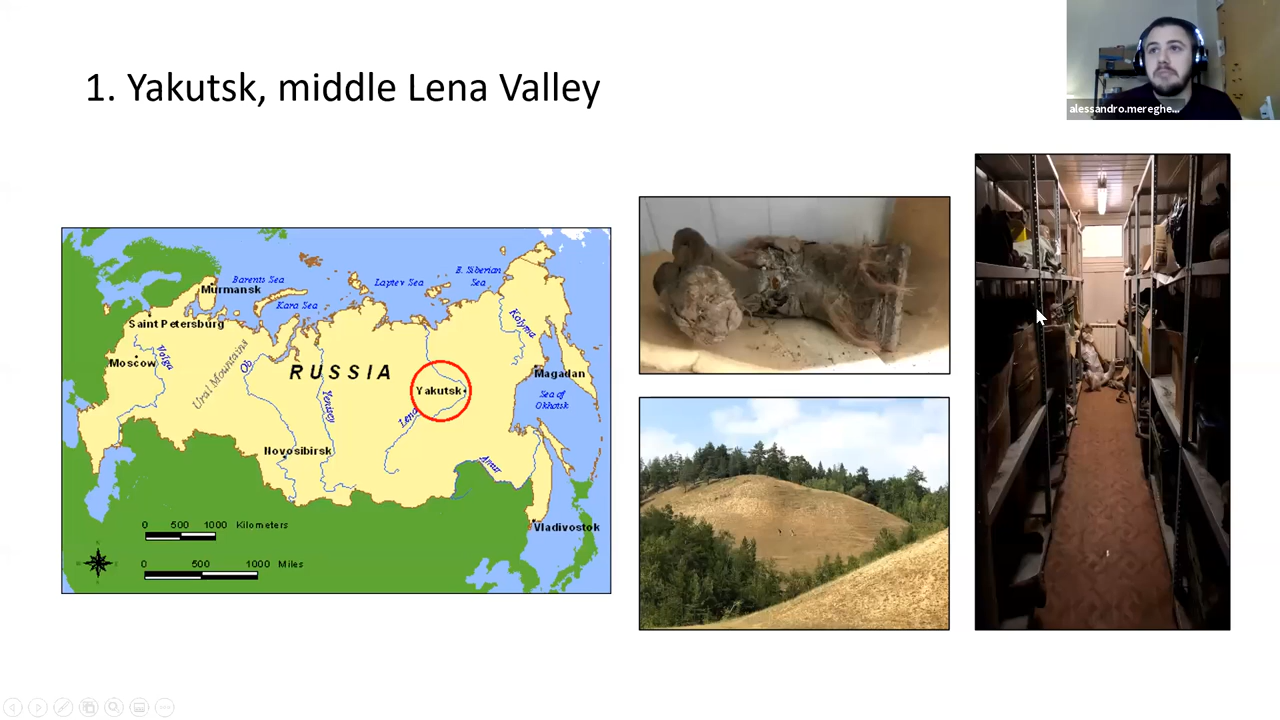 1. Yakutsk, middle Lena Valley
alessandro.mereghe...
Barents Sea
Murmansk
Kara Sea
Laptev Sea
E. Siberian
Sea
Kolyma
Saint Petersburg
Moscow
Volga
Ural Mountains
Ob
RUSSIA
Yenisey
Yakutsk
Lena
Magadan
Sea of
Okhotsk
Novosibirsk
Amur
Vladivostok
0 500 1000 Kilometers
0 500 1000 Miles